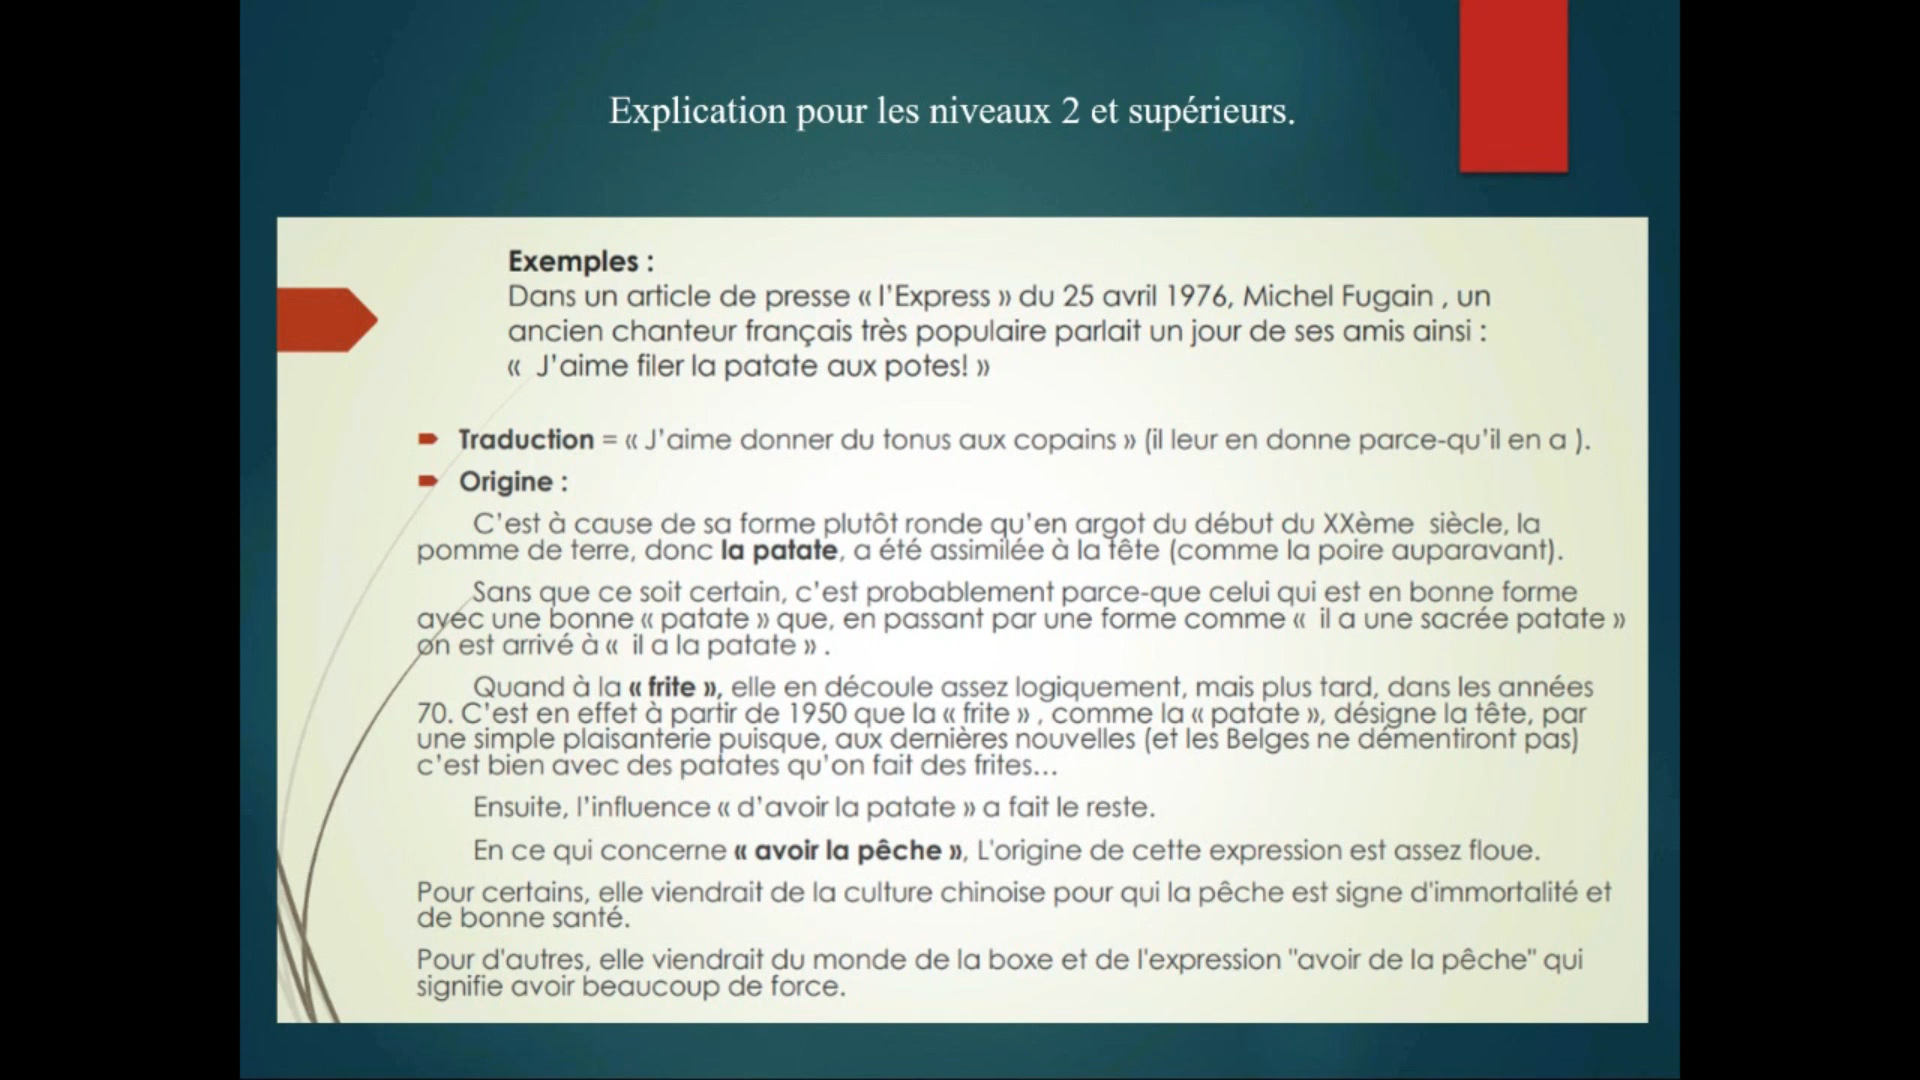 Explication pour les niveaux 2 et supérieurs.
Exemples :
Dans un article de presse « l’Express » du 25 avril 1976, Michel Fugain , un
ancien chanteur français très populaire parlait un jour de ses amis ainsi :
«  J’aime filer la patate aux potes! »
Traduction = « J’aime donner du tonus aux copains » (il leur en donne parce-qu’il en a ).
Origine :
C’est à cause de sa forme plutôt ronde qu’en argot du début du XXème siècle, la
pomme de terre, donc la patate, a été assimilée à la tête (comme la poire auparavant).
Sans que ce soit certain, c’est probablement parce-que celui qui est en bonne forme
avec une bonne « patate » que, en passant par une forme comme «  il a une sacrée patate »
on est arrivé à «  il a la patate » .
Quand à la « frite », elle en découle assez logiquement, mais plus tard, dans les années
70. C’est en effet à partir de 1950 que la « frite » , comme la « patate », désigne la tête, par
une simple plaisanterie puisque, aux dernières nouvelles (et les Belges ne démentiront pas)
c’est bien avec des patates qu’on fait des frites…
Ensuite, l’influence « d’avoir la patate » a fait le reste.
En ce qui concerne « avoir la pêche », L'origine de cette expression est assez floue.
Pour certains, elle viendrait de la culture chinoise pour qui la pêche est signe d'immortalité et
de bonne santé.
Pour d'autres, elle viendrait du monde de la boxe et de l'expression "avoir de la pêche" qui
signifie avoir beaucoup de force.